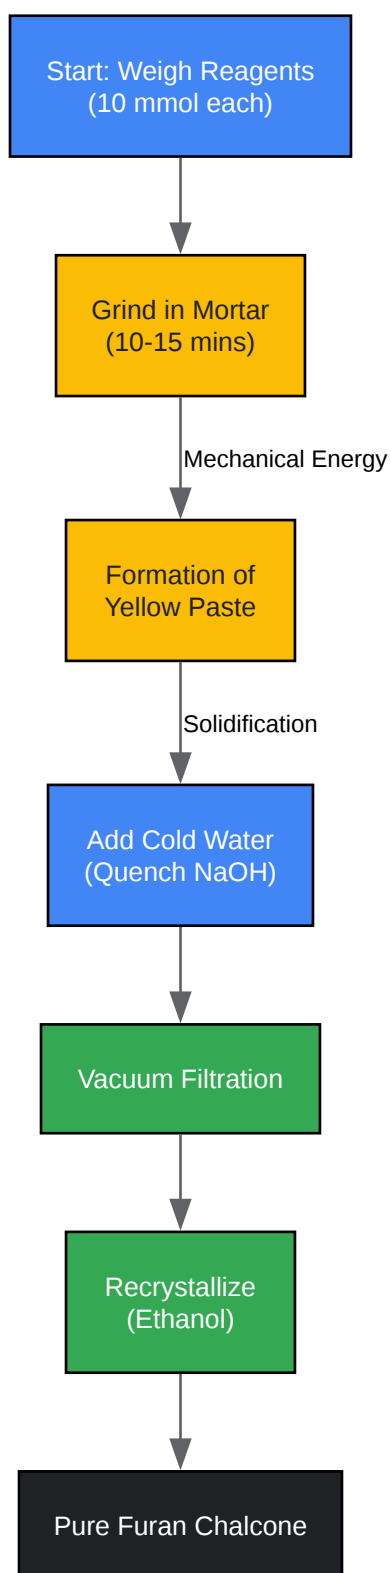 Start: Weigh Reagents
(10 mmol each)
Grind in Mortar
(10-15 mins)
Mechanical Energy
Formation of
Yellow Paste
Solidification
Add Cold Water
(Quench NaOH)
Vacuum Filtration
Recrystallize
(Ethanol)
Pure Furan Chalcone